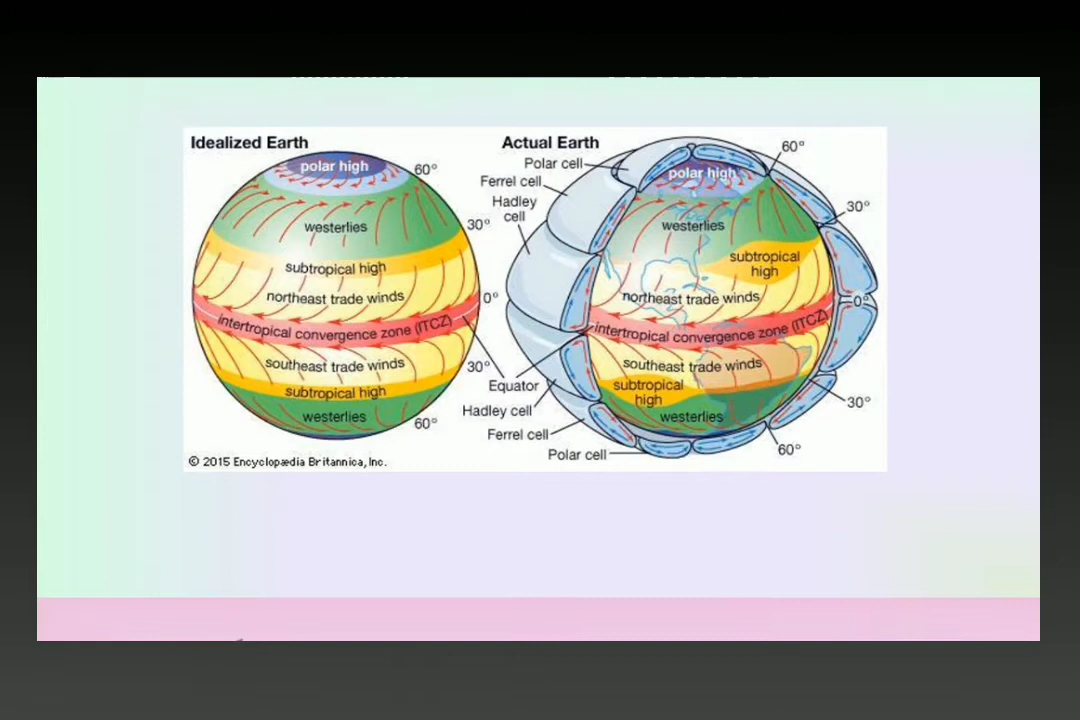 Idealized Earth
polar high
60°
westerlies
30°
subtropical high
northeast trade winds
0°
intertropical convergence zone (ITCZ)
southeast trade winds
30°
subtropical high
westerlies
60°
© 2015 Encyclopædia Britannica, Inc.
Actual Earth
60°
Polar cell
polar high
Ferrel cell
Hadley
cell
30°
westerlies
subtropical
high
northeast trade winds
0°
intertropical convergence zone (ITCZ)
southeast trade winds
Equator
subtropical
high
30°
Hadley cell
westerlies
Ferrel cell
60°
Polar cell